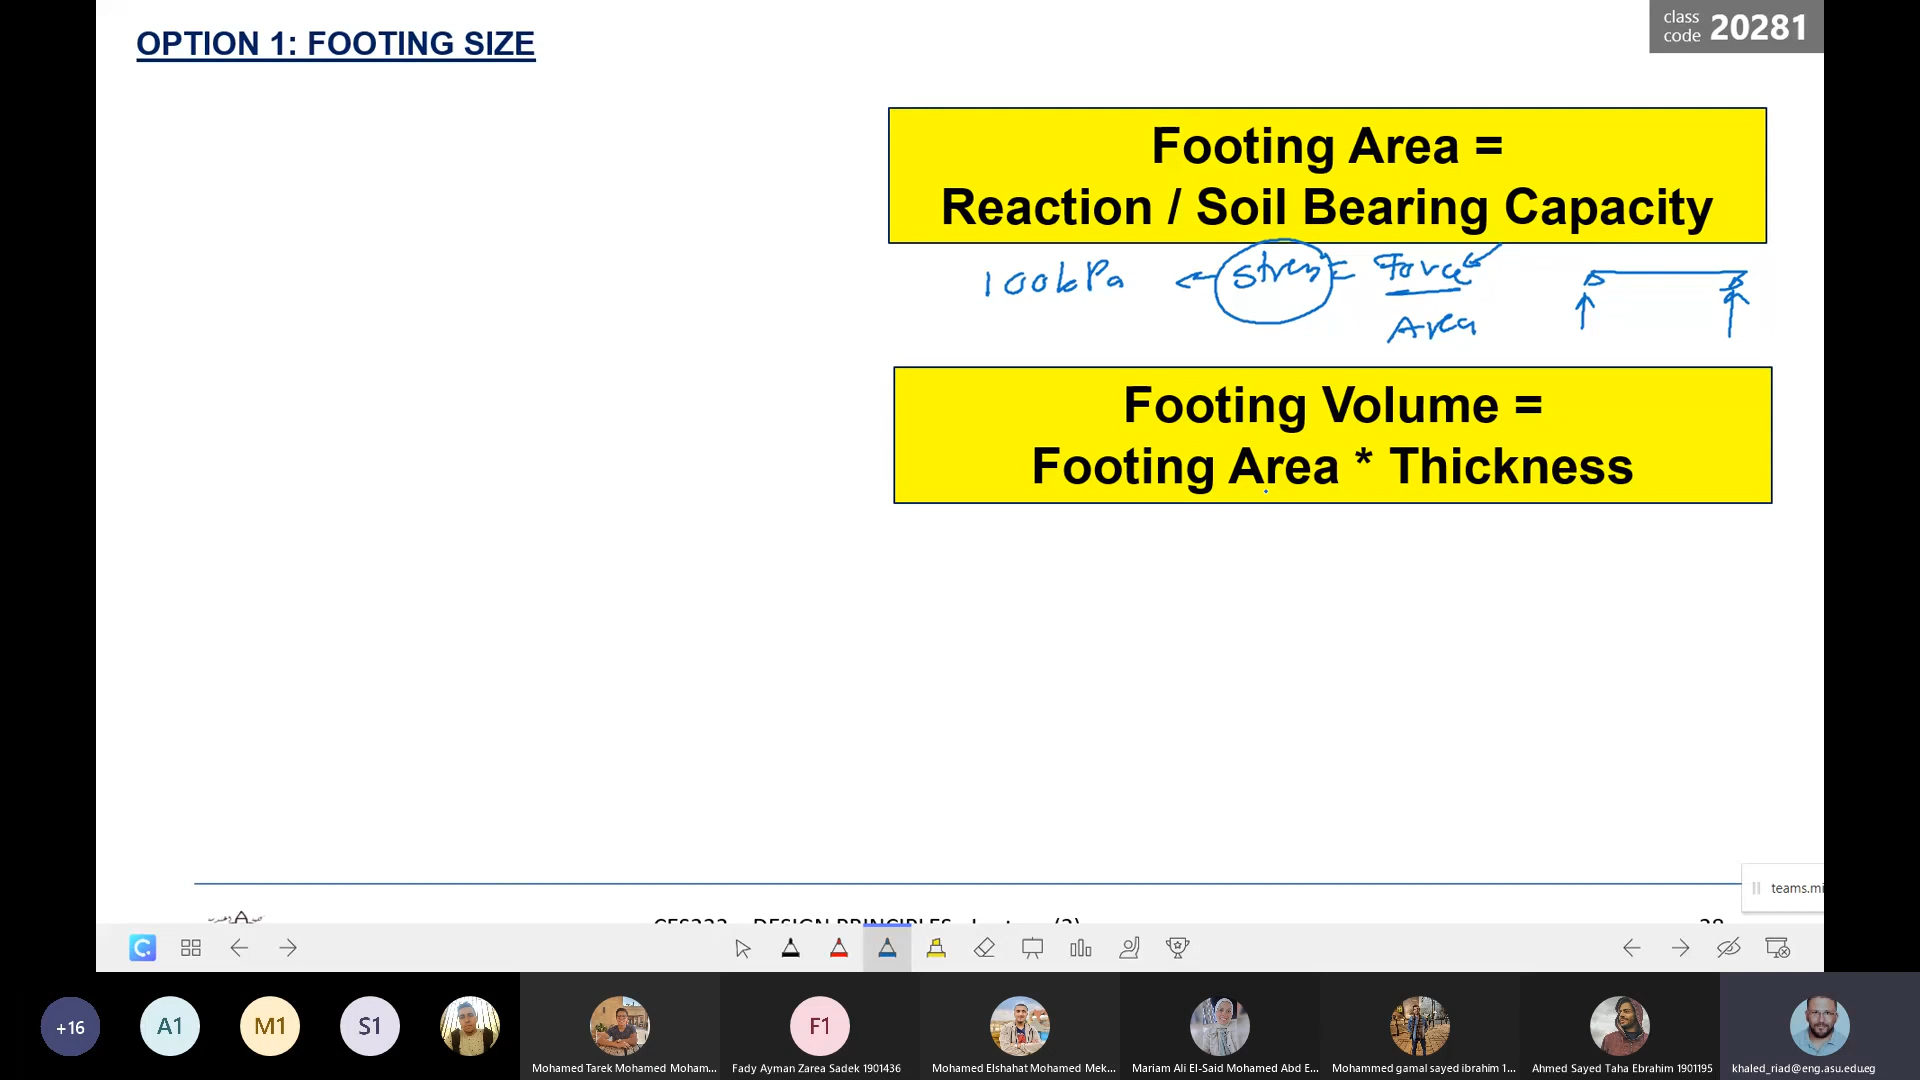 OPTION 1: FOOTING SIZE
class
code 20281
Footing Area =
Reaction / Soil Bearing Capacity
100kPa ← Stress = Force
Area
Footing Volume =
Footing Area * Thickness
teams.mi
28
+16
A1
M1
S1
F1
Mohamed Tarek Mohamed Moham...
Fady Ayman Zarea Sadek 1901436
Mohamed Elshahat Mohamed Mek...
Mariam Ali El-Said Mohamed Abd E...
Mohammed gamal sayed ibrahim 1...
Ahmed Sayed Taha Ebrahim 1901195
khaled_riad@eng.asu.edu.eg